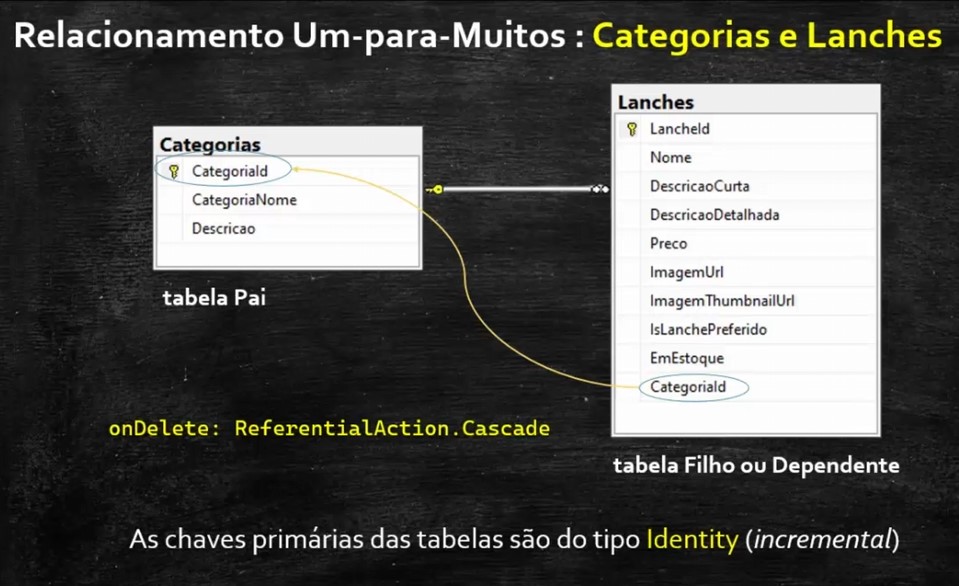 Relacionamento Um-para-Muitos : Categorias e Lanches
Categorias
CategoriaId
CategoriaNome
Descricao
tabela Pai
Lanches
LancheId
Nome
DescricaoCurta
DescricaoDetalhada
Preco
ImagemUrl
ImagemThumbnailUrl
IsLanchePreferido
EmEstoque
CategoriaId
tabela Filho ou Dependente
onDelete: ReferentialAction.Cascade
As chaves primárias das tabelas são do tipo Identity (incremental)